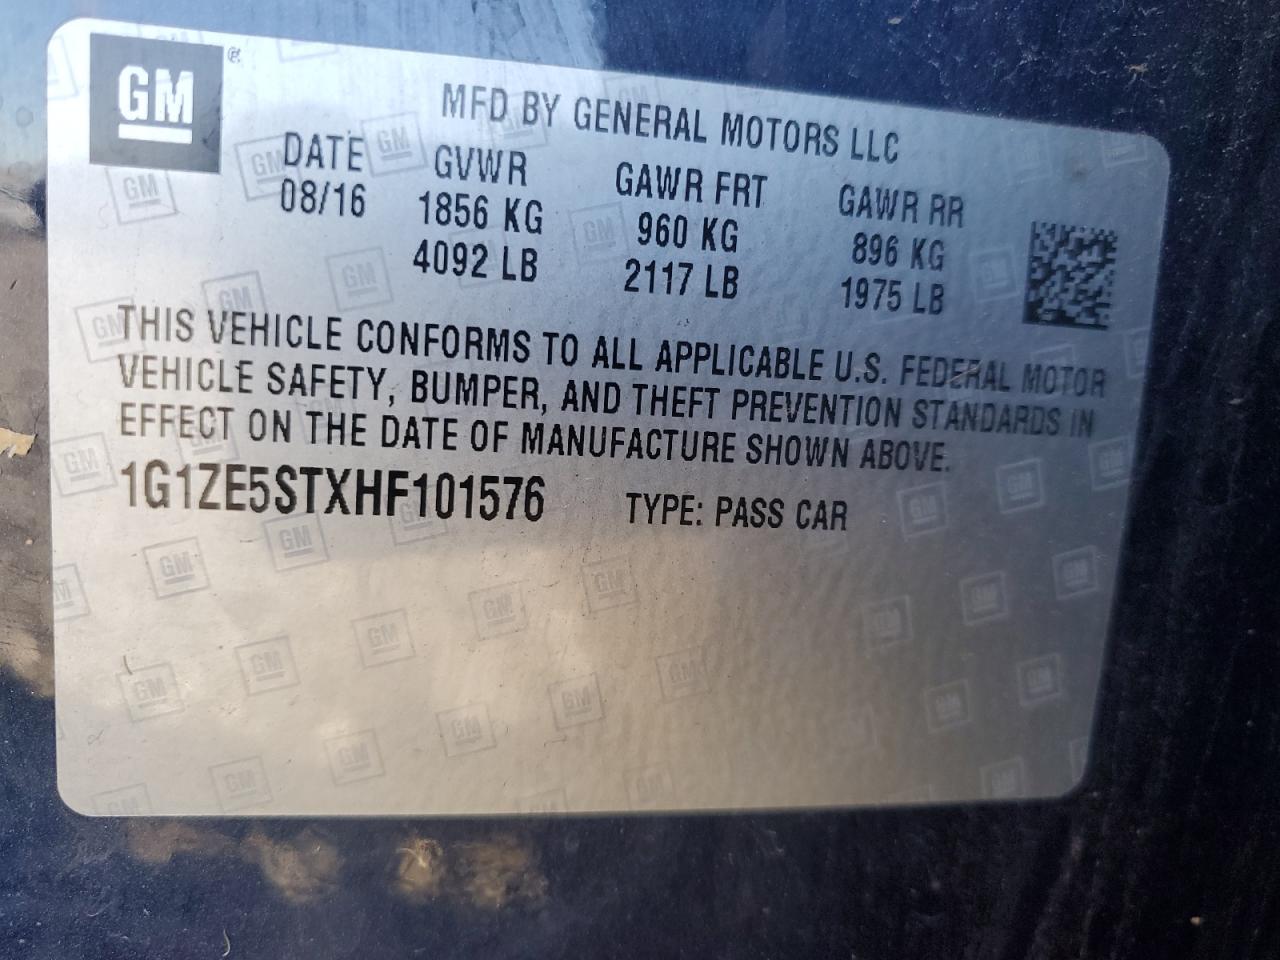 GM
MFD BY GENERAL MOTORS LLC
DATE GVWR GAWR FRT GAWR RR
08/16 1856 KG 960 KG 896 KG
4092 LB 2117 LB 1975 LB
THIS VEHICLE CONFORMS TO ALL APPLICABLE U.S. FEDERAL MOTOR
VEHICLE SAFETY, BUMPER, AND THEFT PREVENTION STANDARDS IN
EFFECT ON THE DATE OF MANUFACTURE SHOWN ABOVE.
1G1ZE5STXHF101576 TYPE: PASS CAR